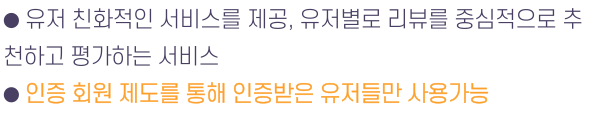 ● 유저 친화적인 서비스를 제공, 유저별로 리뷰를 중심적으로 추
천하고 평가하는 서비스
● 인증 회원 제도를 통해 인증받은 유저들만 사용가능